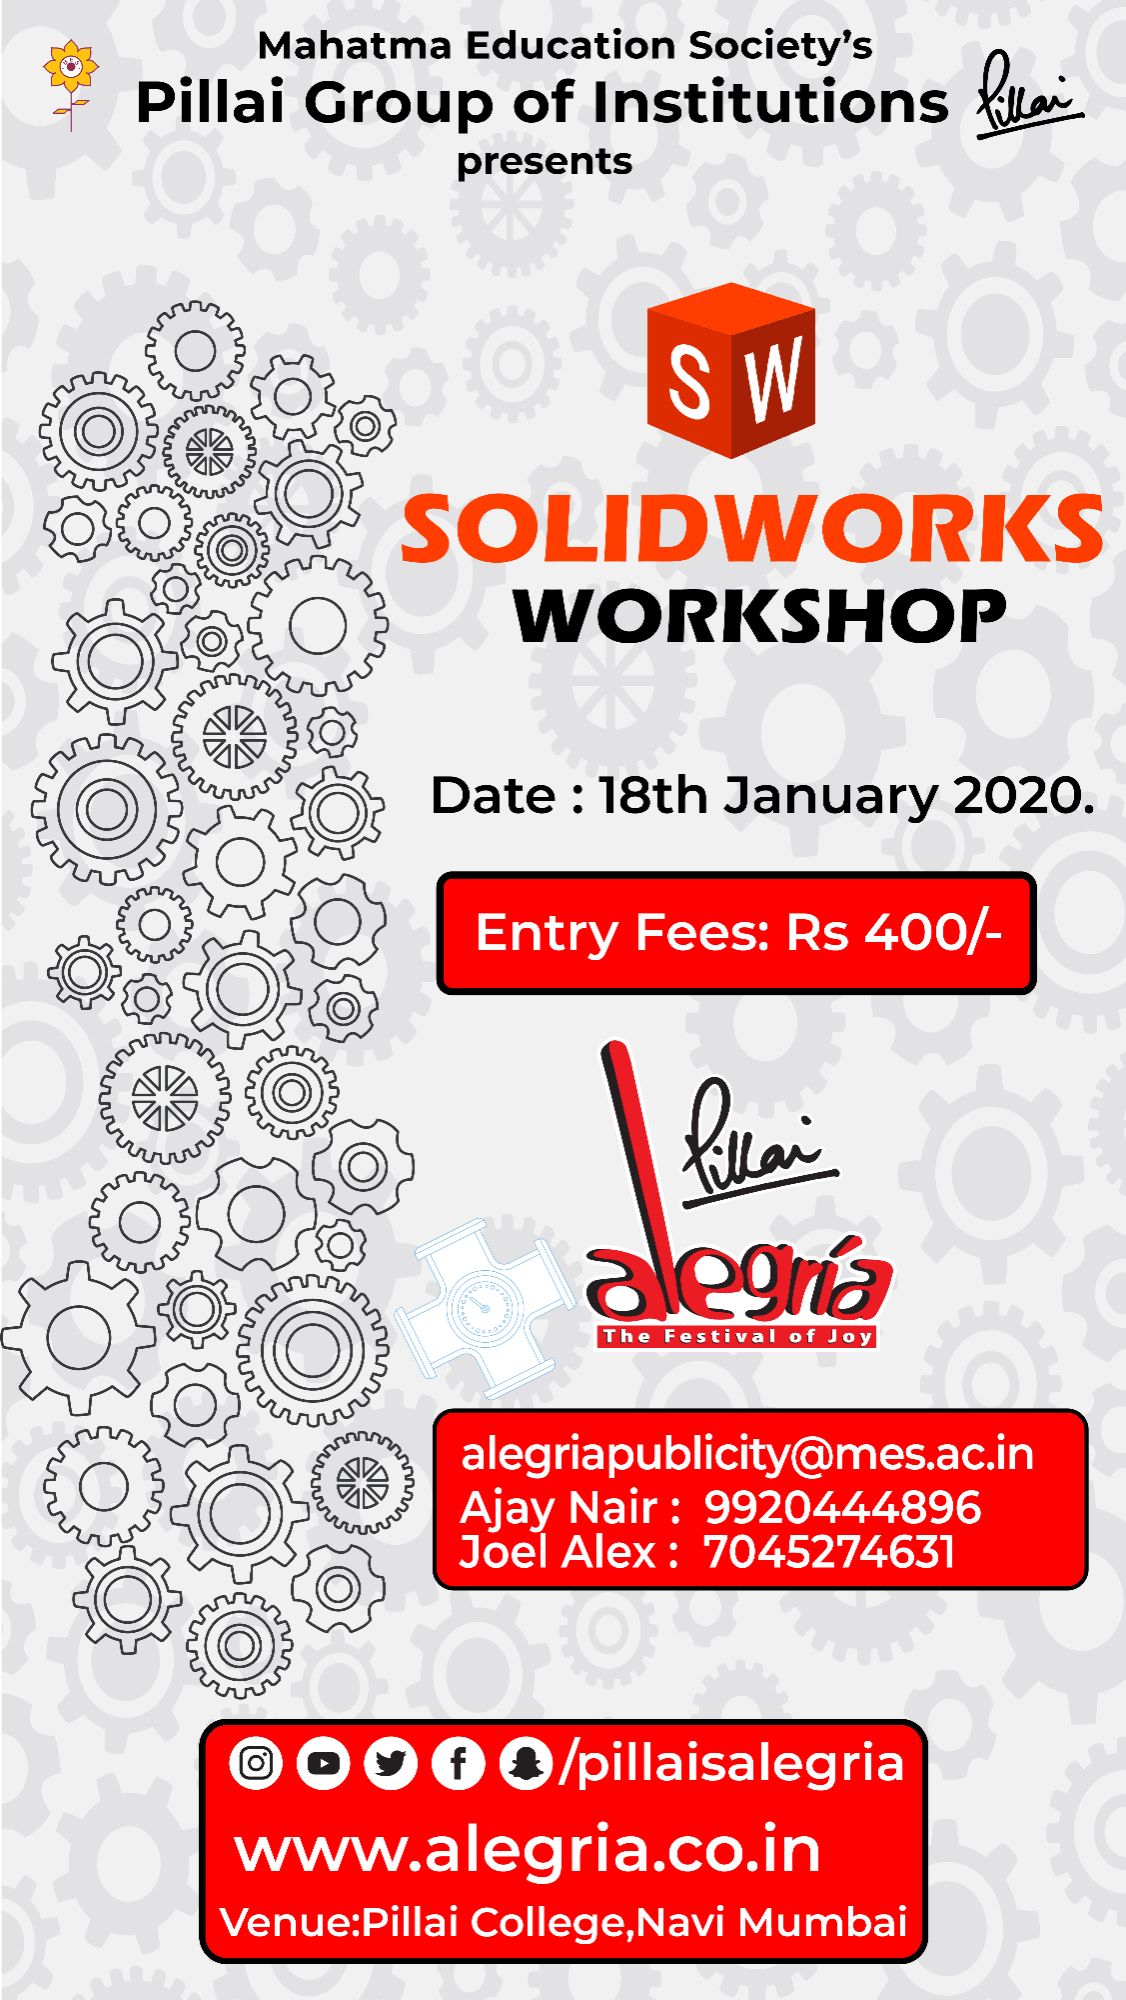 Mahatma Education Society's
Pillai Group of Institutions
Pillai
presents
S W
SOLIDWORKS
WORKSHOP
Date : 18th January 2020.
Entry Fees: Rs 400/-
Pillai
alegría
The Festival of Joy
alegriapublicity@mes.ac.in
Ajay Nair : 9920444896
Joel Alex : 7045274631
/pillaisalegria
www.alegria.co.in
Venue:Pillai College,Navi Mumbai